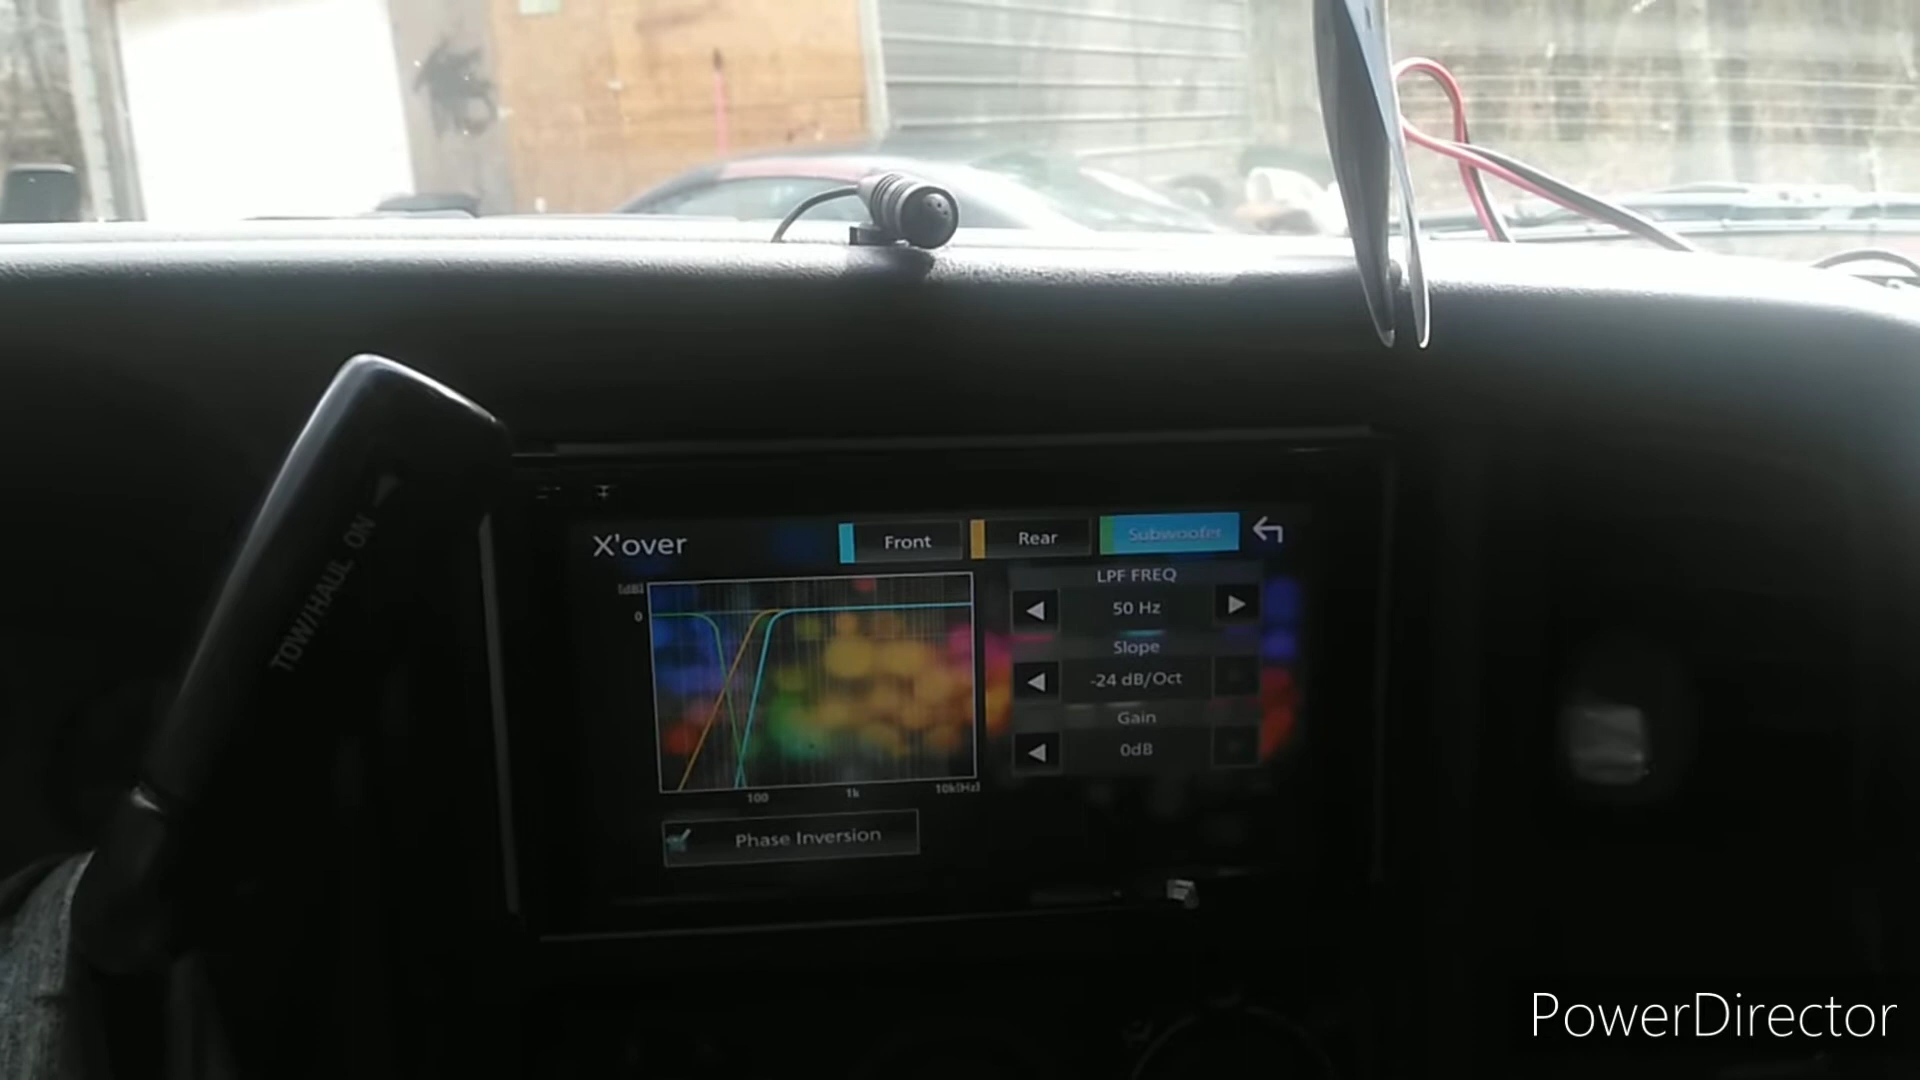 TOW/HAUL ON
X'over
Front
Rear
Subwoofer
[dB]
0
100
1k
10k[Hz]
LPF FREQ
50 Hz
Slope
-24 dB/Oct
Gain
0dB
Phase Inversion
PowerDirector